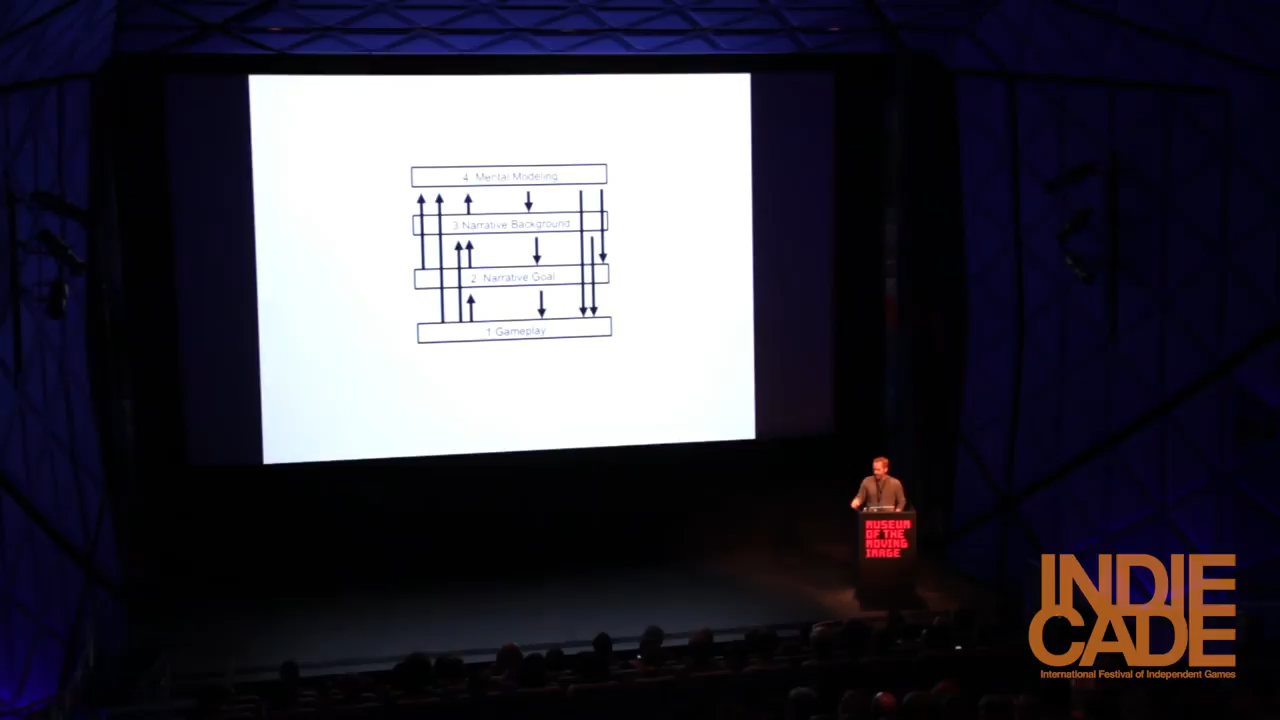 4. Mental Modeling
3 Narrative Background
2. Narrative Goal
1 Gameplay
MUSEUM
OF THE
MOVING
IMAGE
INDIE
CADE
International Festival of Independent Games